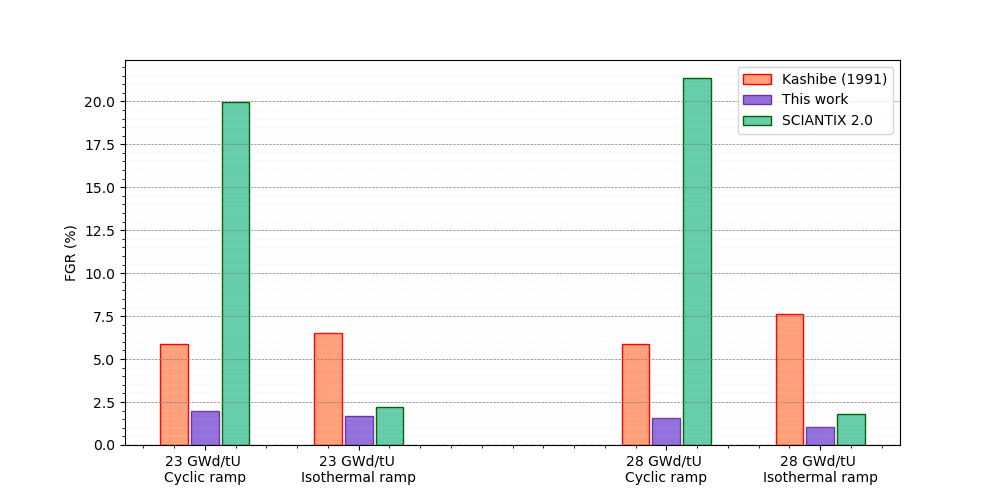 Kashibe (1991)
This work
SCIANTIX 2.0
FGR (%)
20.0
17.5
15.0
12.5
10.0
7.5
5.0
2.5
0.0
23 GWd/tU
Cyclic ramp
23 GWd/tU
Isothermal ramp
28 GWd/tU
Cyclic ramp
28 GWd/tU
Isothermal ramp